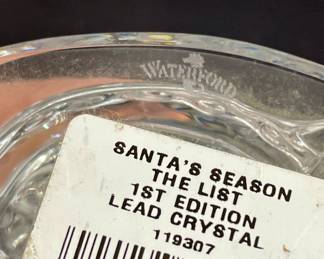 WATERFORD
SANTA'S SEASON
THE LIST
1ST EDITION
LEAD CRYSTAL
119307